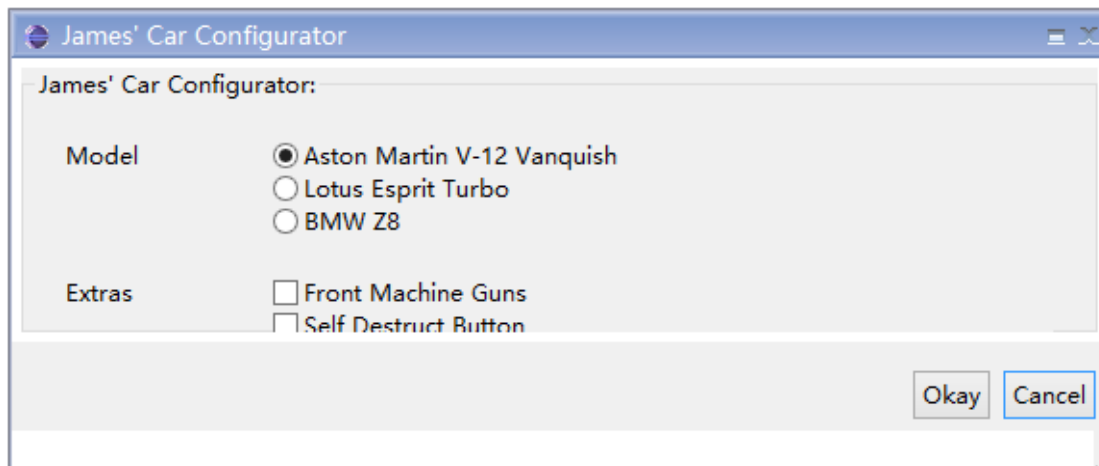 James' Car Configurator
James' Car Configurator:
Model
Aston Martin V-12 Vanquish
Lotus Esprit Turbo
BMW Z8
Extras
Front Machine Guns
Self Destruct Button
Okay Cancel